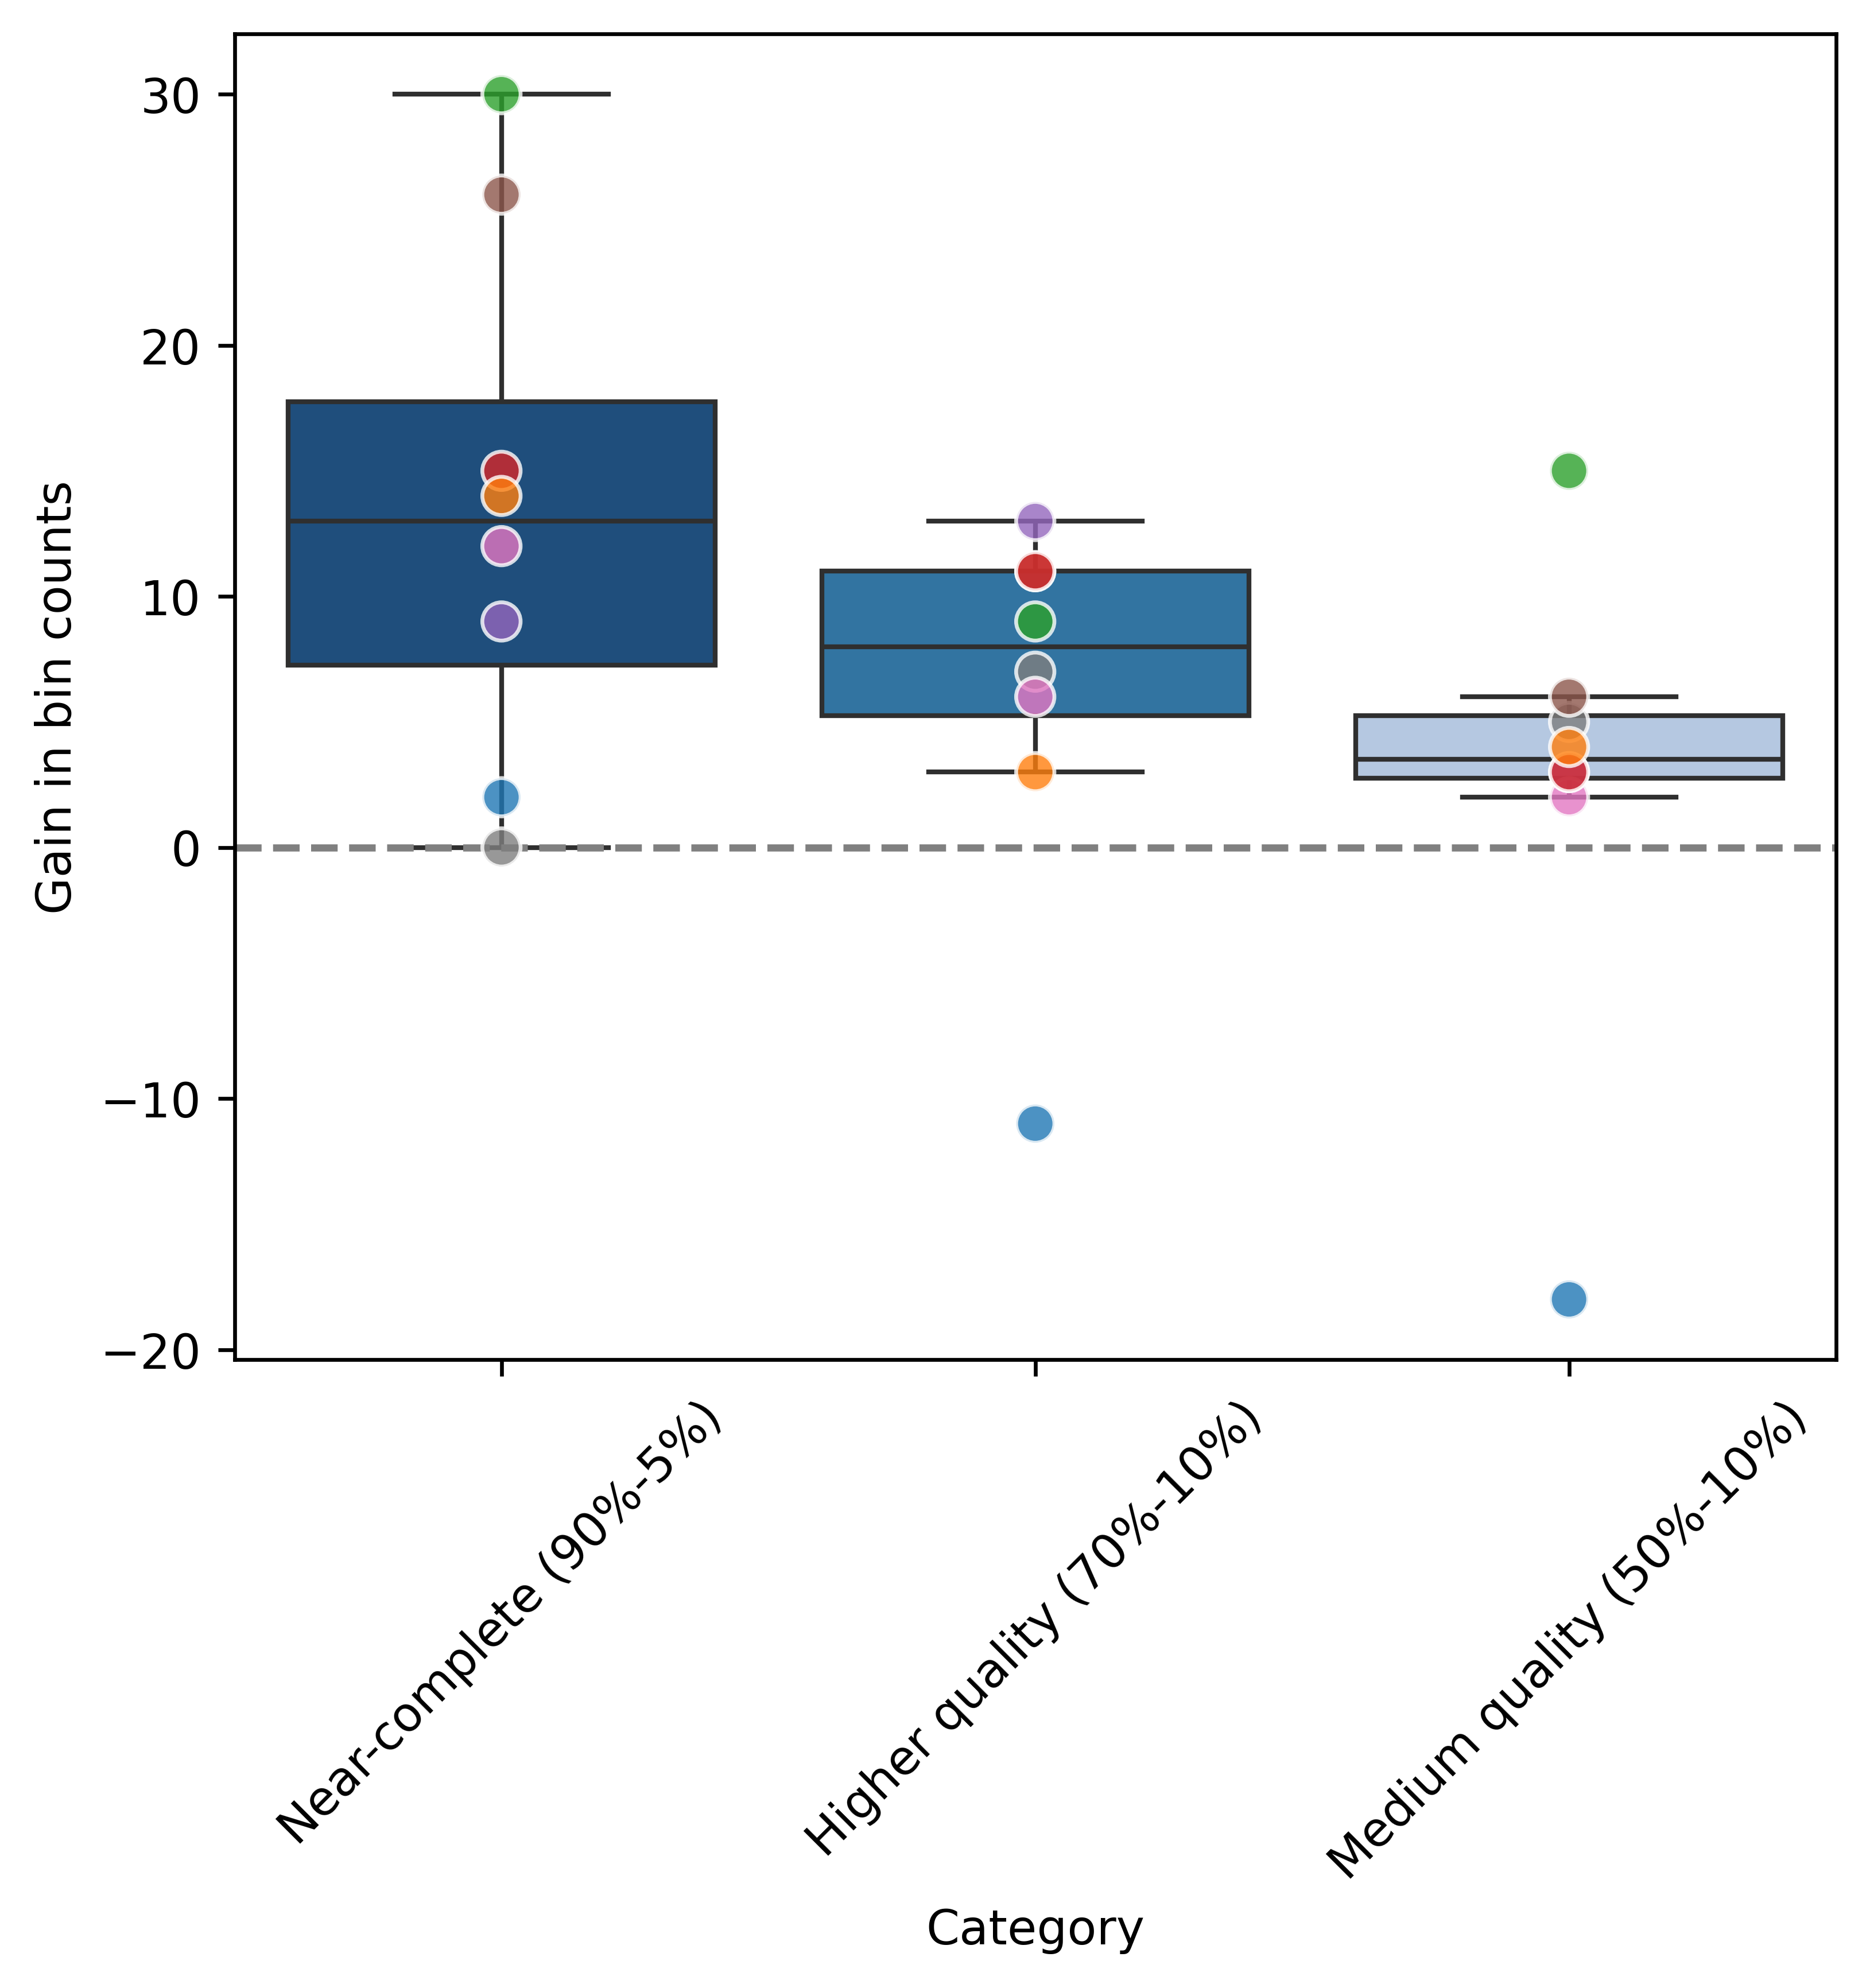 Gain in bin counts
30
20
10
0
−10
−20
Near-complete (90%-5%)
Higher quality (70%-10%)
Medium quality (50%-10%)
Category